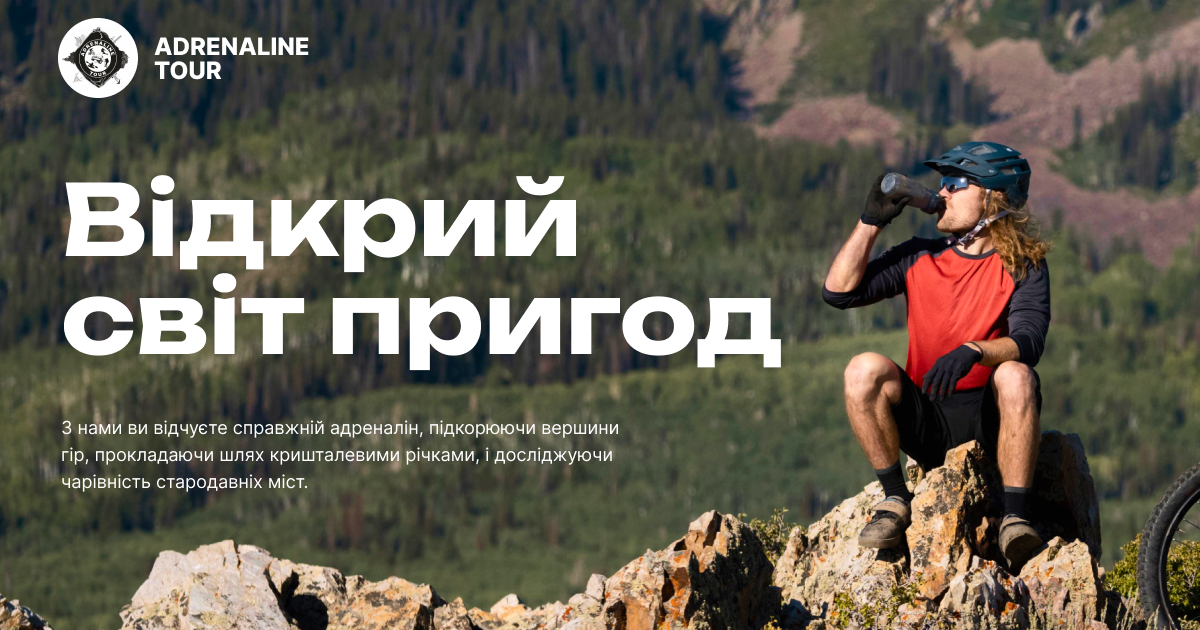 ADRENALINE
TOUR
ADRENALINE
TOUR
Відкрий
світ пригод
З нами ви відчуєте справжній адреналін, підкорюючи вершини
гір, прокладаючи шлях кришталевими річками, і досліджуючи
чарівність стародавніх міст.